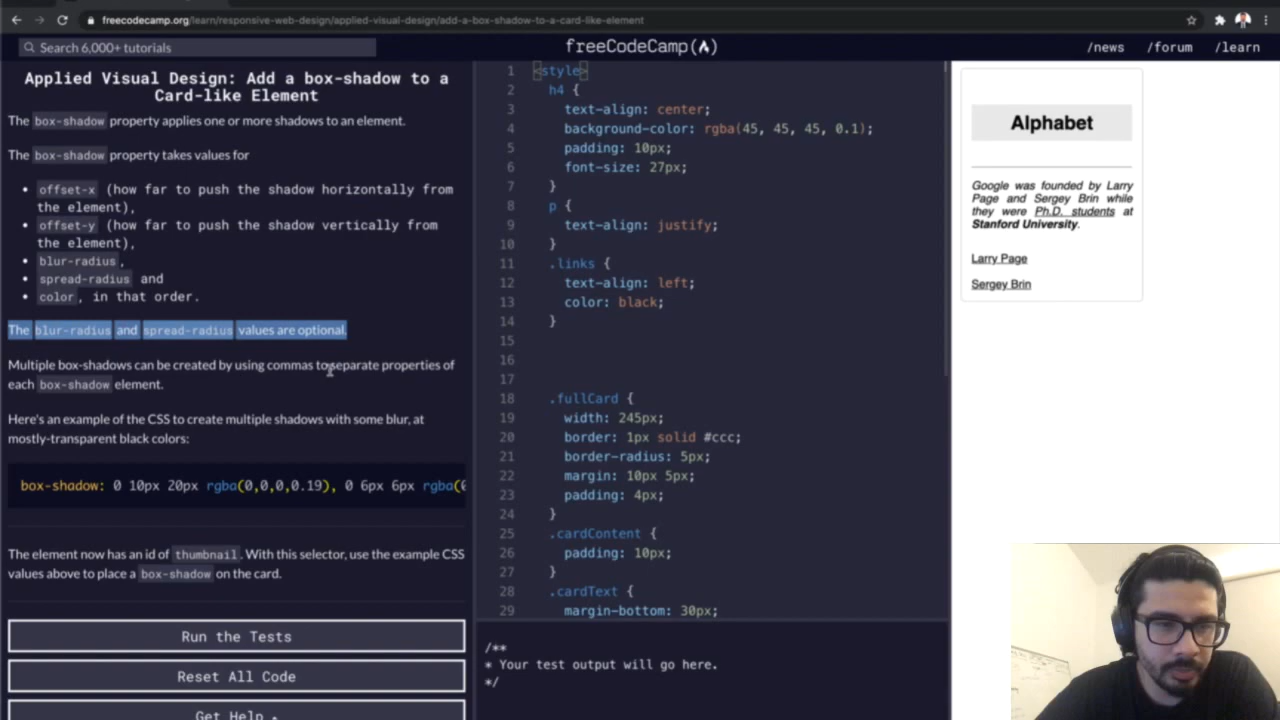 freecodecamp.org/learn/responsive-web-design/applied-visual-design/add-a-box-shadow-to-a-card-like-element
Search 6,000+ tutorials
freeCodeCamp(🔥)
/news
/forum
/learn
Applied Visual Design: Add a box-shadow to a
Card-like Element
The box-shadow property applies one or more shadows to an element.
The box-shadow property takes values for
• offset-x (how far to push the shadow horizontally from
the element),
• offset-y (how far to push the shadow vertically from
the element),
• blur-radius,
• spread-radius and
• color, in that order.
The blur-radius and spread-radius values are optional.
Multiple box-shadows can be created by using commas to separate properties of
each box-shadow element.
Here's an example of the CSS to create multiple shadows with some blur, at
mostly-transparent black colors:
box-shadow: 0 10px 20px rgba(0,0,0,0.19), 0 6px 6px rgba(0
The element now has an id of thumbnail. With this selector, use the example CSS
values above to place a box-shadow on the card.
Run the Tests
Reset All Code
Get Help
1 <style>
2 h4 {
3 text-align: center;
4 background-color: rgba(45, 45, 45, 0.1);
5 padding: 10px;
6 font-size: 27px;
7 }
8 p {
9 text-align: justify;
10 }
11 .links {
12 text-align: left;
13 color: black;
14 }
15
16
17
18 .fullCard {
19 width: 245px;
20 border: 1px solid #ccc;
21 border-radius: 5px;
22 margin: 10px 5px;
23 padding: 4px;
24 }
25 .cardContent {
26 padding: 10px;
27 }
28 .cardText {
29 margin-bottom: 30px;
/**
* Your test output will go here.
*/
Alphabet
Google was founded by Larry
Page and Sergey Brin while
they were Ph.D. students at
Stanford University.
Larry Page
Sergey Brin